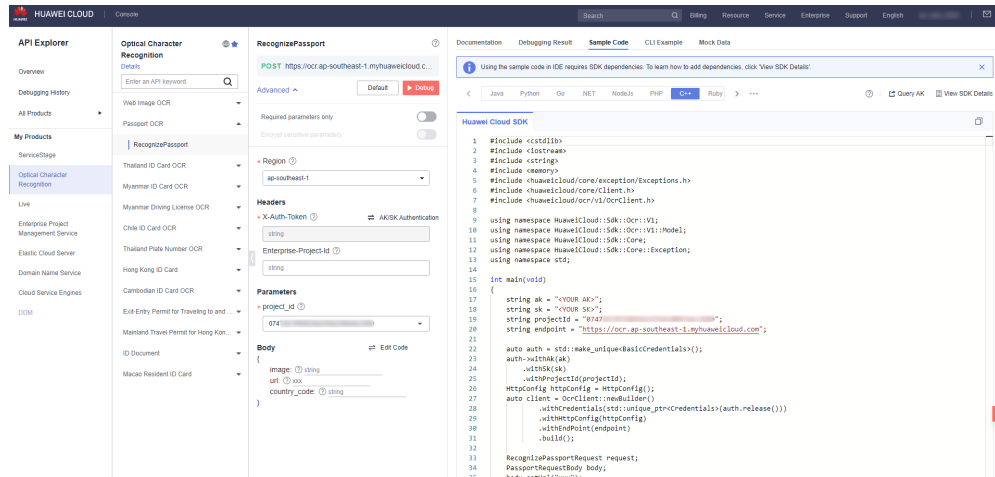 HUAWEI
HUAWEI CLOUD
Console
Search
Billing
Resource
Service
Enterprise
Support
English
API Explorer
Overview
Debugging History
All Products
My Products
ServiceStage
Optical Character
Recognition
Live
Enterprise Project
Management Service
Elastic Cloud Server
Domain Name Service
Cloud Service Engines
DDM
Optical Character
Recognition
Details
Enter an API keyword.
Web Image OCR
Passport OCR
RecognizePassport
Thailand ID Card OCR
Myanmar ID Card OCR
Myanmar Driving License OCR
Chile ID Card OCR
Thailand Plate Number OCR
Hong Kong ID Card
Cambodian ID Card OCR
Exit-Entry Permit for Traveling to and ...
Mainland Travel Permit for Hong Kon...
ID Document
Macao Resident ID Card
RecognizePassport
POST https://ocr.ap-southeast-1.myhuaweicloud.c...
Advanced
Default
Debug
Required parameters only
Encrypt sensitive parameters
* Region
ap-southeast-1
Headers
* X-Auth-Token
AK/SK Authentication
string
Enterprise-Project-Id
string
Parameters
* project_id
074
Body
Edit Code
{
image: string
url: xxx
country_code: string
}
Documentation
Debugging Result
Sample Code
CLI Example
Mock Data
Using the sample code in IDE requires SDK dependencies. To learn how to add dependencies, click 'View SDK Details'.
Java
Python
Go
.NET
NodeJs
PHP
C++
Ruby
Query AK
View SDK Details
Huawei Cloud SDK
1 #include <cstdlib>
2 #include <iostream>
3 #include <string>
4 #include <memory>
5 #include <huaweicloud/core/exception/Exceptions.h>
6 #include <huaweicloud/core/Client.h>
7 #include <huaweicloud/ocr/v1/OcrClient.h>
8
9 using namespace HuaweiCloud::Sdk::Ocr::V1;
10 using namespace HuaweiCloud::Sdk::Ocr::V1::Model;
11 using namespace HuaweiCloud::Sdk::Core;
12 using namespace HuaweiCloud::Sdk::Core::Exception;
13 using namespace std;
14
15 int main(void)
16 {
17 string ak = "<YOUR AK>";
18 string sk = "<YOUR SK>";
19 string projectId = "0747 ";
20 string endpoint = "https://ocr.ap-southeast-1.myhuaweicloud.com";
21
22 auto auth = std::make_unique<BasicCredentials>();
23 auth->withAk(ak)
24 .withSk(sk)
25 .withProjectId(projectId);
26 HttpConfig httpConfig = HttpConfig();
27 auto client = OcrClient::newBuilder()
28 .withCredentials(std::unique_ptr<Credentials>(auth.release()))
29 .withHttpConfig(httpConfig)
30 .withEndPoint(endpoint)
31 .build();
32
33 RecognizePassportRequest request;
34 PassportRequestBody body;